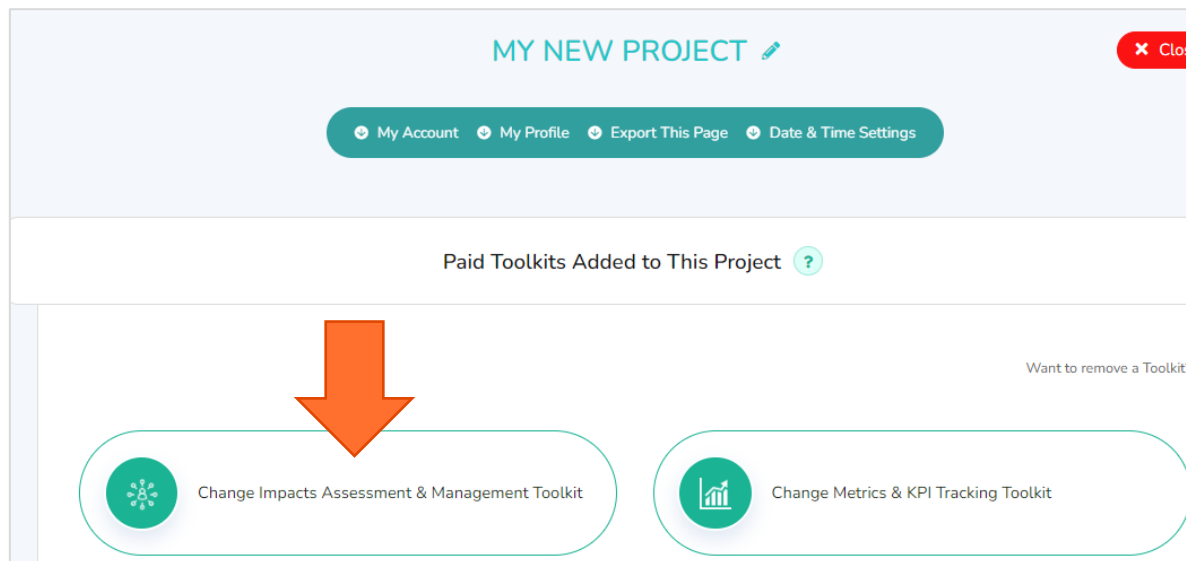 MY NEW PROJECT
Clos
My Account My Profile Export This Page Date & Time Settings
Paid Toolkits Added to This Project ?
Want to remove a Toolkit
Change Impacts Assessment & Management Toolkit
Change Metrics & KPI Tracking Toolkit